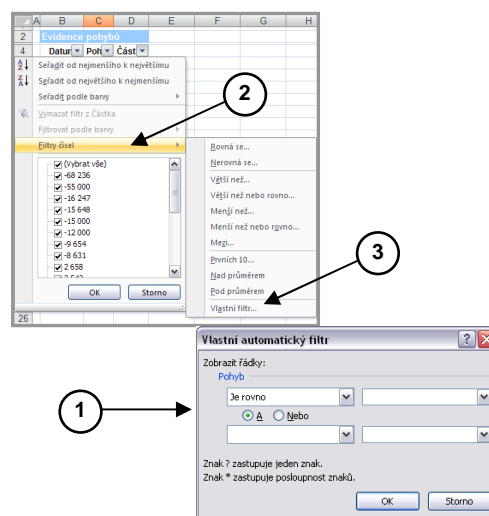 A B C D E F G H
2 Evidence pohybů
4 Datum Poh Část
Seřadit od nejmenšího k největšímu
Seřadit od největšího k nejmenšímu
Seřadit podle barvy
2
Vymazat filtr z Částka
Filtrovat podle barvy
Filtry čísel
Rovná se...
(Vybrat vše)
Nerovná se...
-68 236
-55 000
Větší než...
-16 247
Větší než nebo rovno...
-15 648
Menší než...
-15 000
Menší než nebo rovno...
-12 000
Mezi...
-9 654
3
-8 631
Prvních 10...
2 658
Nad průměrem
OK Storno
Pod průměrem
Vlastní filtr...
26
Vlastní automatický filtr ? X
Zobrazit řádky:
Pohyb
Je rovno
1
A Nebo
Znak ? zastupuje jeden znak.
Znak * zastupuje posloupnost znaků.
OK Storno